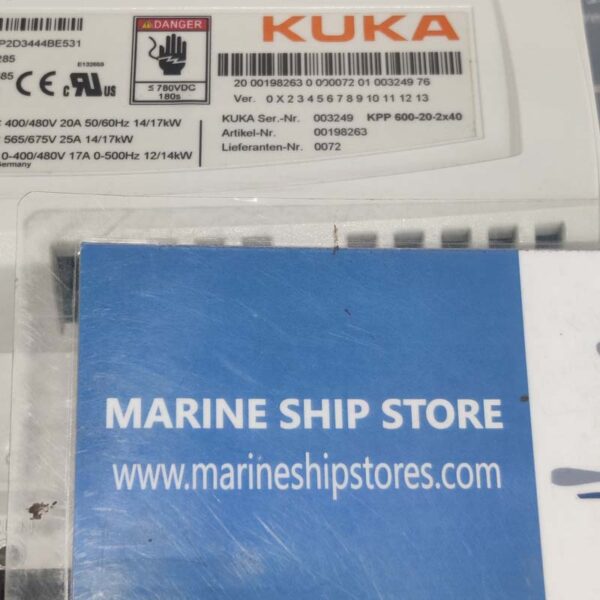 P2D3444BE531
285
85
CE c UL US
E132659
DANGER
≤ 780VDC
180s
KUKA
20 00198263 0 000072 01 003249 76
Ver. 0 X 2 3 4 5 6 7 8 9 10 11 12 13
KUKA Ser.-Nr. 003249 KPP 600-20-2x40
Artikel-Nr. 00198263
Lieferanten-Nr. 0072
400/480V 20A 50/60Hz 14/17kW
565/675V 25A 14/17kW
0-400/480V 17A 0-500Hz 12/14kW
Germany
MARINE SHIP STORE
www.marineshipstores.com